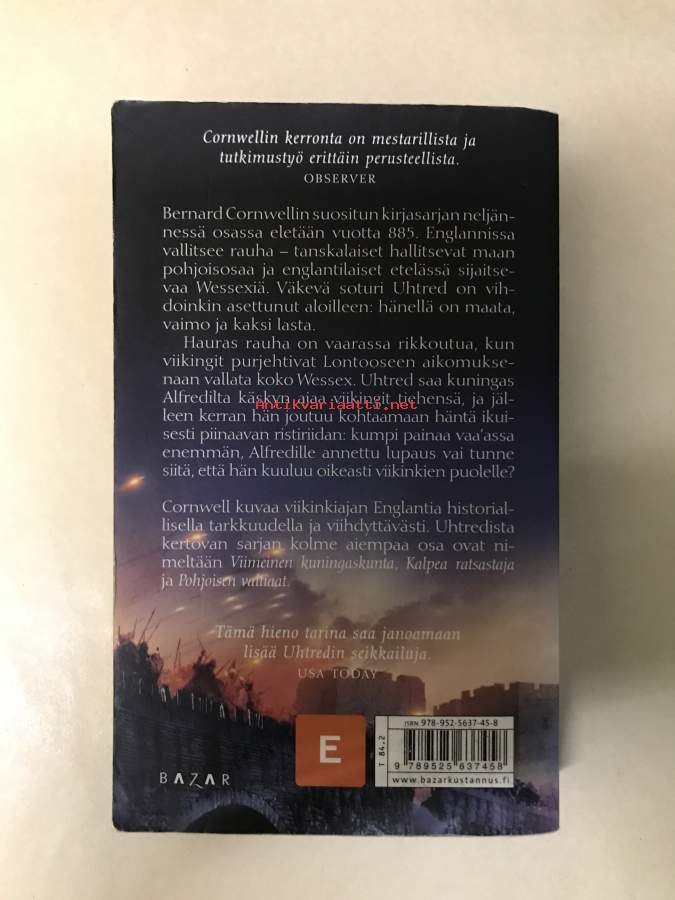 Cornwellin kerronta on mestarillista ja
tutkimustyö erittäin perusteellista.
OBSERVER
Bernard Cornwellin suositun kirjasarjan neljän-
nessä osassa eletään vuotta 885. Englannissa
vallitsee rauha – tanskalaiset hallitsevat maan
pohjoisosaa ja englantilaiset etelässä sijaitse-
vaa Wessexiä. Väkevä soturi Uhtred on vih-
doinkin asettunut aloilleen: hänellä on maata,
vaimo ja kaksi lasta.
Hauras rauha on vaarassa rikkoutua, kun
viikingit purjehtivat Lontooseen aikomukse-
naan vallata koko Wessex. Uhtred saa kuningas
Alfredilta käskyn ajaa viikingit tiehensä, ja jäl-
Antikvariaatti.net
leen kerran hän joutuu kohtaamaan häntä ikui-
sesti piinaavan ristiriidan: kumpi painaa vaa'assa
enemmän, Alfredille annettu lupaus vai tunne
siitä, että hän kuuluu oikeasti viikinkien puolelle?
Cornwell kuvaa viikinkiajan Englantia historial-
lisella tarkkuudella ja viihdyttävästi. Uhtredista
kertovan sarjan kolme aiempaa osa ovat ni-
meltään Viimeinen kuningaskunta, Kalpea ratsastaja
ja Pohjoisen valtiaat.
Tämä hieno tarina saa janoamaan
lisää Uhtredin seikkailuja.
USA TODAY
E
T 84.2
ISBN 978-952-5637-45-8
9 789525 637458
www.bazarkustannus.fi
BAZAR